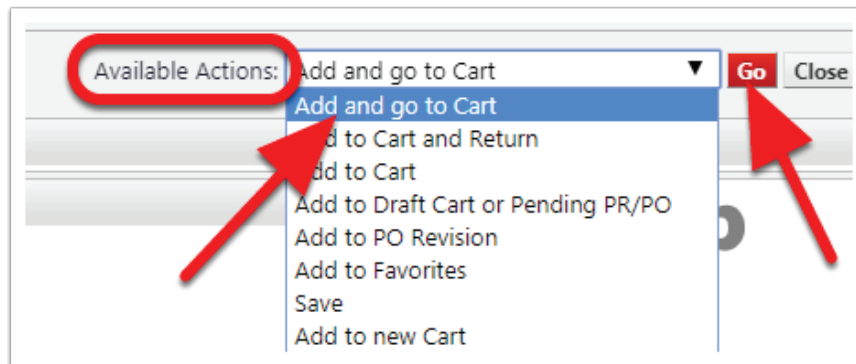 Available Actions: Add and go to Cart Go Close
Add and go to Cart
Add to Cart and Return
Add to Cart
Add to Draft Cart or Pending PR/PO
Add to PO Revision
Add to Favorites
Save
Add to new Cart